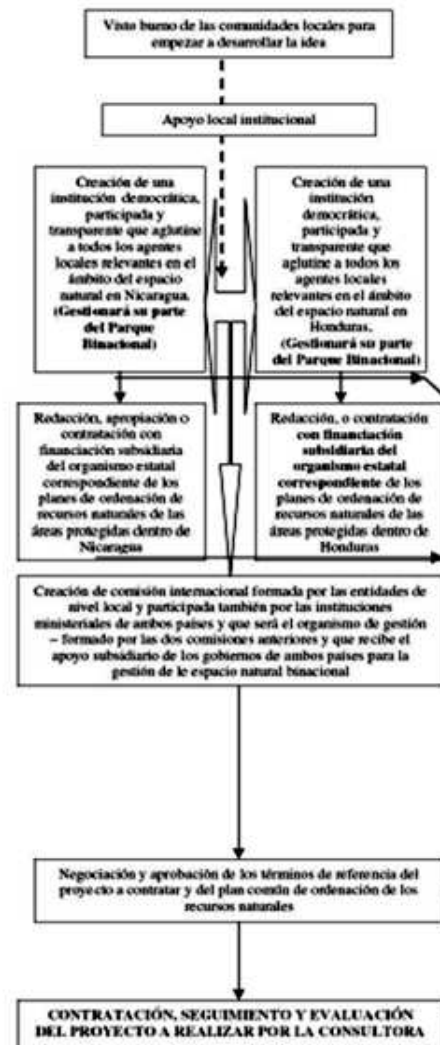 Visto bueno de las comunidades locales para
empezar a desarrollar la idea
Apoyo local institucional
Creación de una
institución democrática,
participada y
transparente que aglutine
a todos los agentes
locales relevantes en el
ámbito del espacio
natural en Nicaragua.
(Gestionará su parte
del Parque
Binacional)
Creación de una
institución
democrática,
participada y
transparente que
aglutine a todos los
agentes locales
relevantes en el ámbito
del espacio natural en
Honduras.
(Gestionará su parte
del Parque Binacional)
Redacción, apropiación o
contratación con
financiación subsidiaria
del organismo estatal
correspondiente de los
planes de ordenación de
recursos naturales de las
áreas protegidas dentro de
Nicaragua
Redacción, o contratación
con financiación
subsidiaria del
organismo estatal
correspondiente de los
planes de ordenación de
recursos naturales de las
áreas protegidas dentro de
Honduras
Creación de comisión internacional formada por las entidades de
nivel local y participada también por las instituciones
ministeriales de ambos países y que será el organismo de gestión
– formado por las dos comisiones anteriores y que recibe el
apoyo subsidiario de los gobiernos de ambos países para la
gestión de le espacio natural binacional
Negociación y aprobación de los términos de referencia del
proyecto a contratar y del plan común de ordenación de los
recursos naturales
CONTRATACIÓN, SEGUIMIENTO Y EVALUACIÓN
DEL PROYECTO A REALIZAR POR LA CONSULTORA